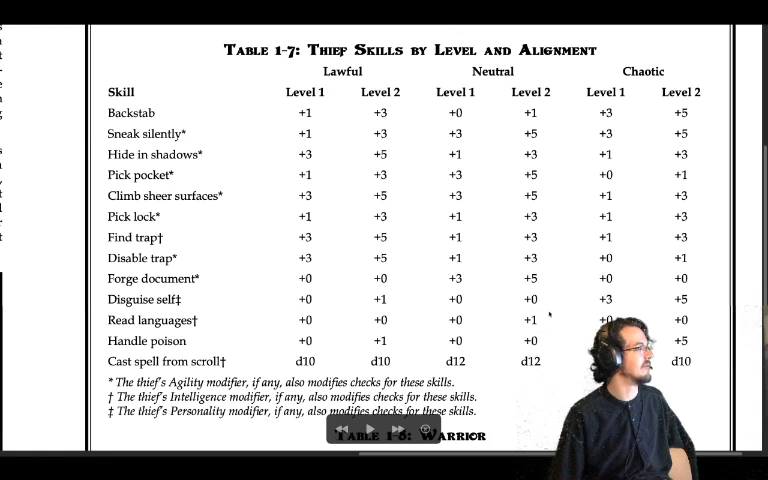 Table 1-7: Thief Skills by Level and Alignment
Lawful Neutral Chaotic
Skill Level 1 Level 2 Level 1 Level 2 Level 1 Level 2
Backstab +1 +3 +0 +1 +3 +5
Sneak silently* +1 +3 +3 +5 +3 +5
Hide in shadows* +3 +5 +1 +3 +1 +3
Pick pocket* +1 +3 +3 +5 +0 +1
Climb sheer surfaces* +3 +5 +3 +5 +1 +3
Pick lock* +1 +3 +1 +3 +1 +3
Find trap† +3 +5 +1 +3 +1 +3
Disable trap* +3 +5 +1 +3 +0 +1
Forge document* +0 +0 +3 +5 +0 +0
Disguise self‡ +0 +1 +0 +0 +3 +5
Read languages† +0 +0 +0 +1 +0 +0
Handle poison +0 +1 +0 +0 +5
Cast spell from scroll† d10 d10 d12 d12 d10
* The thief's Agility modifier, if any, also modifies checks for these skills.
† The thief's Intelligence modifier, if any, also modifies checks for these skills.
‡ The thief's Personality modifier, if any, also modifies checks for these skills.
Table 1-8: Warrior